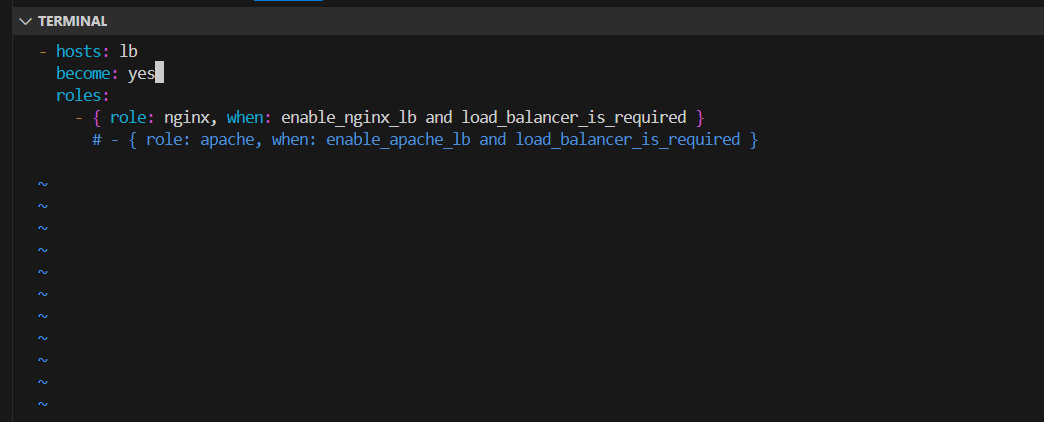 TERMINAL
- hosts: lb
become: yes
roles:
- { role: nginx, when: enable_nginx_lb and load_balancer_is_required }
# - { role: apache, when: enable_apache_lb and load_balancer_is_required }
~
~
~
~
~
~
~
~
~
~
~